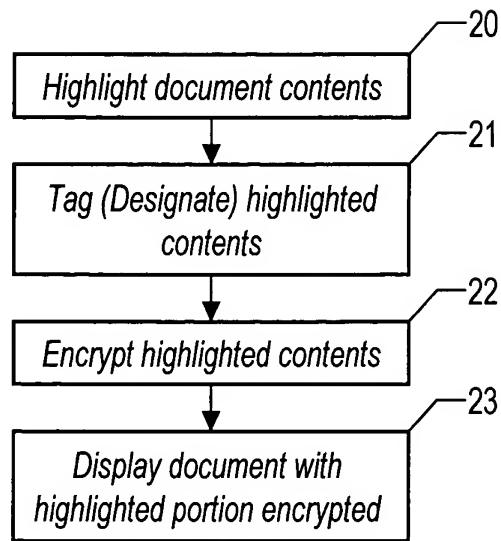 20
Highlight document contents
21
Tag (Designate) highlighted
contents
22
Encrypt highlighted contents
23
Display document with
highlighted portion encrypted